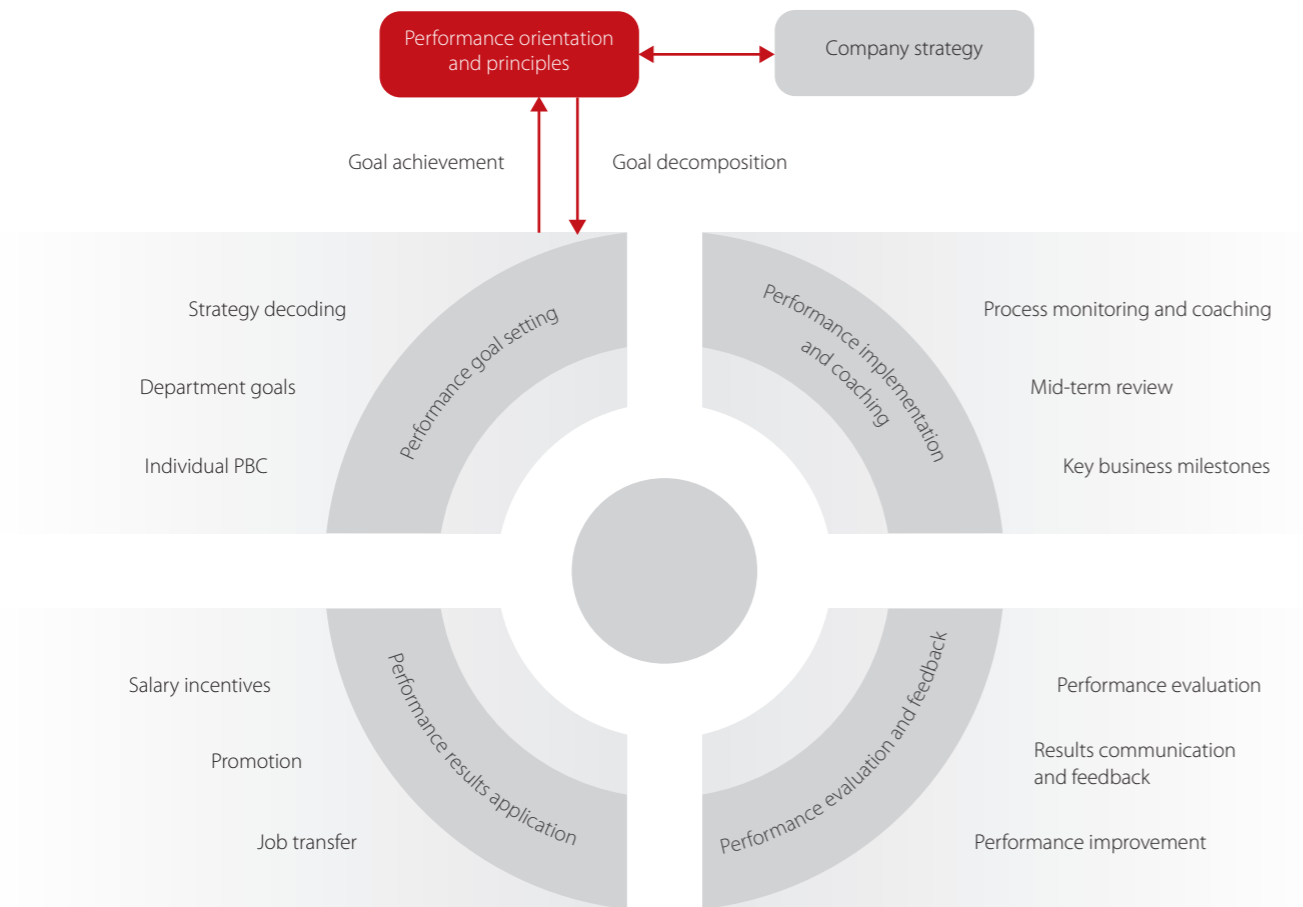 Performance orientation
and principles
Company strategy
Goal achievement
Goal decomposition
Strategy decoding
Department goals
Individual PBC
Performance goal setting
Performance implementation
and coaching
Process monitoring and coaching
Mid-term review
Key business milestones
Salary incentives
Promotion
Job transfer
Performance results application
Performance evaluation and feedback
Performance evaluation
Results communication
and feedback
Performance improvement